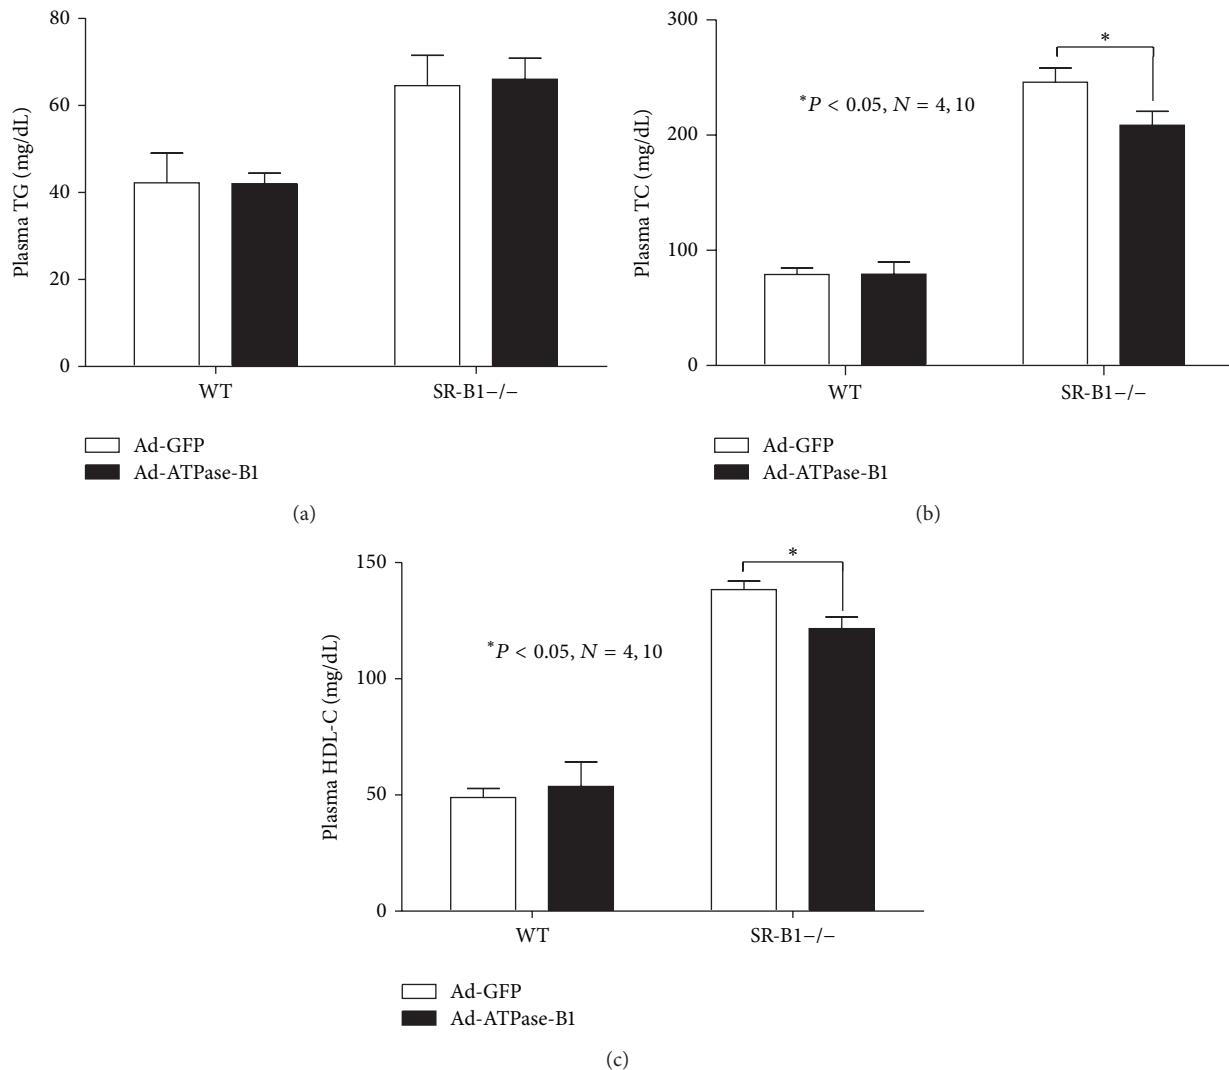 80
60
40
20
0
Plasma TG (mg/dL)
WT
SR-B1−/−
Ad-GFP
Ad-ATPase-B1
(a)
300
200
100
0
Plasma TC (mg/dL)
*
*P < 0.05, N = 4, 10
WT
SR-B1−/−
Ad-GFP
Ad-ATPase-B1
(b)
150
100
50
0
Plasma HDL-C (mg/dL)
*
*P < 0.05, N = 4, 10
WT
SR-B1−/−
Ad-GFP
Ad-ATPase-B1
(c)